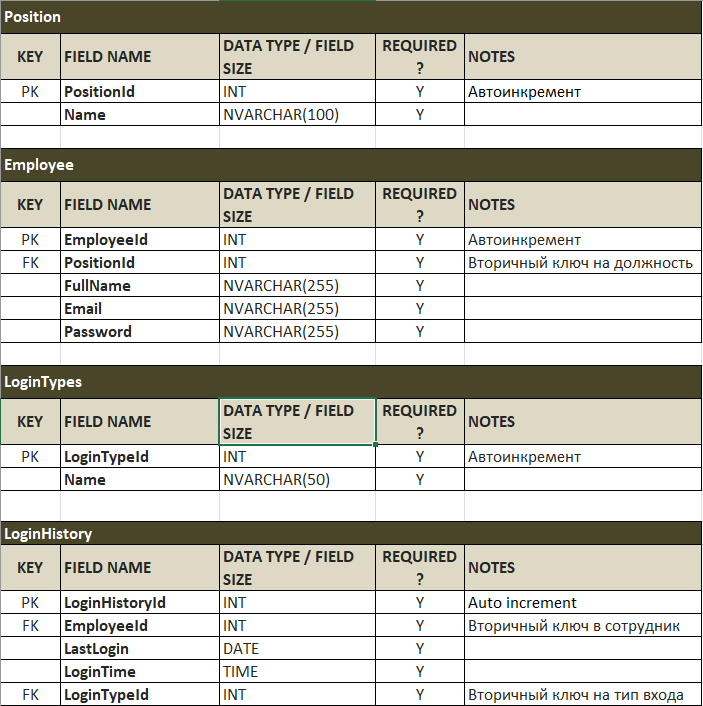 Position
KEY FIELD NAME DATA TYPE / FIELD SIZE REQUIRED ? NOTES
PK PositionId INT Y Автоинкремент
Name NVARCHAR(100) Y
Employee
KEY FIELD NAME DATA TYPE / FIELD SIZE REQUIRED ? NOTES
PK EmployeeId INT Y Автоинкремент
FK PositionId INT Y Вторичный ключ на должность
FullName NVARCHAR(255) Y
Email NVARCHAR(255) Y
Password NVARCHAR(255) Y
LoginTypes
KEY FIELD NAME DATA TYPE / FIELD SIZE REQUIRED ? NOTES
PK LoginTypeId INT Y Автоинкремент
Name NVARCHAR(50) Y
LoginHistory
KEY FIELD NAME DATA TYPE / FIELD SIZE REQUIRED ? NOTES
PK LoginHistoryId INT Y Auto increment
FK EmployeeId INT Y Вторичный ключ в сотрудник
LastLogin DATE Y
LoginTime TIME Y
FK LoginTypeId INT Y Вторичный ключ на тип входа